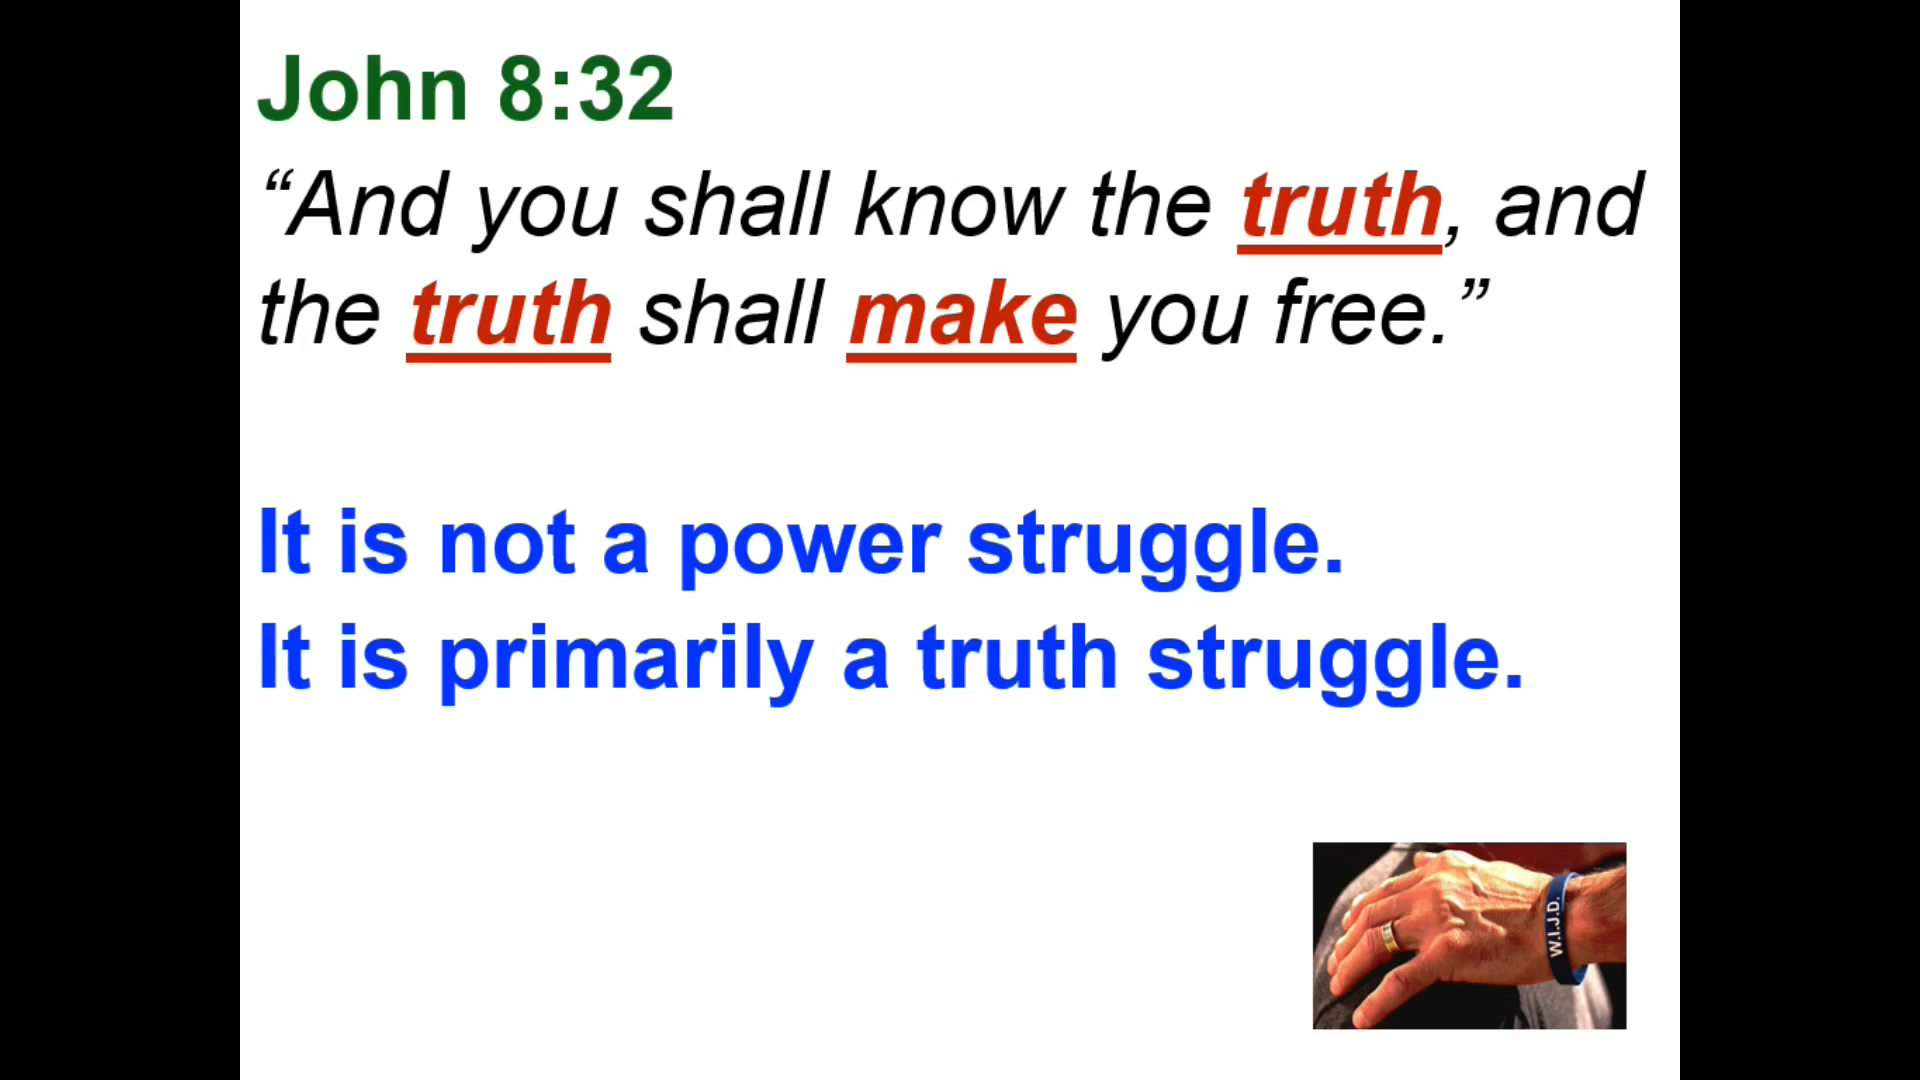 John 8:32
“And you shall know the truth, and
the truth shall make you free.”
It is not a power struggle.
It is primarily a truth struggle.
W.I.J.D.